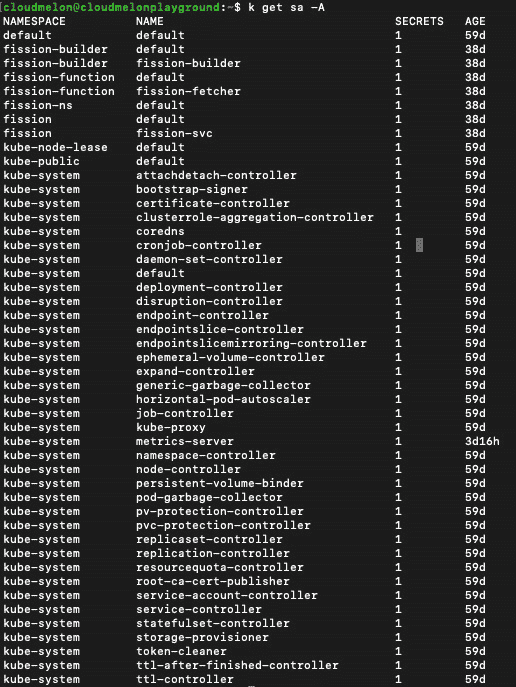 [cloudmelon@cloudmelonplayground:~$ k get sa -A
NAMESPACE NAME SECRETS AGE
default default 1 59d
fission-builder default 1 38d
fission-builder fission-builder 1 38d
fission-function default 1 38d
fission-function fission-fetcher 1 38d
fission-ns default 1 38d
fission default 1 38d
fission fission-svc 1 38d
kube-node-lease default 1 59d
kube-public default 1 59d
kube-system attachdetach-controller 1 59d
kube-system bootstrap-signer 1 59d
kube-system certificate-controller 1 59d
kube-system clusterrole-aggregation-controller 1 59d
kube-system coredns 1 59d
kube-system cronjob-controller 1 59d
kube-system daemon-set-controller 1 59d
kube-system default 1 59d
kube-system deployment-controller 1 59d
kube-system disruption-controller 1 59d
kube-system endpoint-controller 1 59d
kube-system endpointslice-controller 1 59d
kube-system endpointslicemirroring-controller 1 59d
kube-system ephemeral-volume-controller 1 59d
kube-system expand-controller 1 59d
kube-system generic-garbage-collector 1 59d
kube-system horizontal-pod-autoscaler 1 59d
kube-system job-controller 1 59d
kube-system kube-proxy 1 59d
kube-system metrics-server 1 3d16h
kube-system namespace-controller 1 59d
kube-system node-controller 1 59d
kube-system persistent-volume-binder 1 59d
kube-system pod-garbage-collector 1 59d
kube-system pv-protection-controller 1 59d
kube-system pvc-protection-controller 1 59d
kube-system replicaset-controller 1 59d
kube-system replication-controller 1 59d
kube-system resourcequota-controller 1 59d
kube-system root-ca-cert-publisher 1 59d
kube-system service-account-controller 1 59d
kube-system service-controller 1 59d
kube-system statefulset-controller 1 59d
kube-system storage-provisioner 1 59d
kube-system token-cleaner 1 59d
kube-system ttl-after-finished-controller 1 59d
kube-system ttl-controller 1 59d